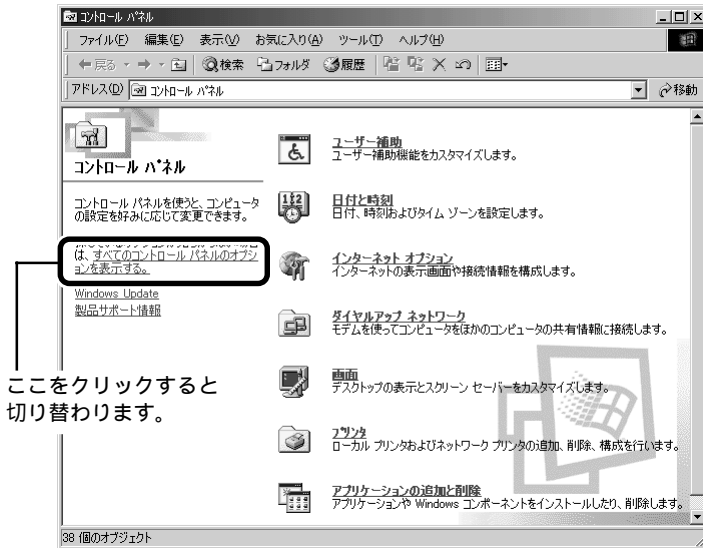 コントロール パネル
ファイル(F) 編集(E) 表示(V) お気に入り(A) ツール(T) ヘルプ(H)
戻る 検索 フォルダ 履歴
アドレス(D) コントロール パネル 移動
コントロール パネル
コントロール パネルを使うと、コンピュータ
の設定を好みに応じて変更できます。
は、すべてのコントロール パネルのオプシ
ョンを表示する。
Windows Update
製品サポート情報
ユーザー補助
ユーザー補助機能をカスタマイズします。
日付と時刻
日付、時刻およびタイム ゾーンを設定します。
インターネット オプション
インターネットの表示画面や接続情報を構成します。
ダイヤルアップ ネットワーク
モデムを使ってコンピュータをほかのコンピュータの共有情報に接続します。
画面
デスクトップの表示とスクリーン セーバーをカスタマイズします。
プリンタ
ローカル プリンタおよびネットワーク プリンタの追加、削除、構成を行います。
アプリケーションの追加と削除
アプリケーションや Windows コンポーネントをインストールしたり、削除します。
38 個のオブジェクト
ここをクリックすると
切り替わります。